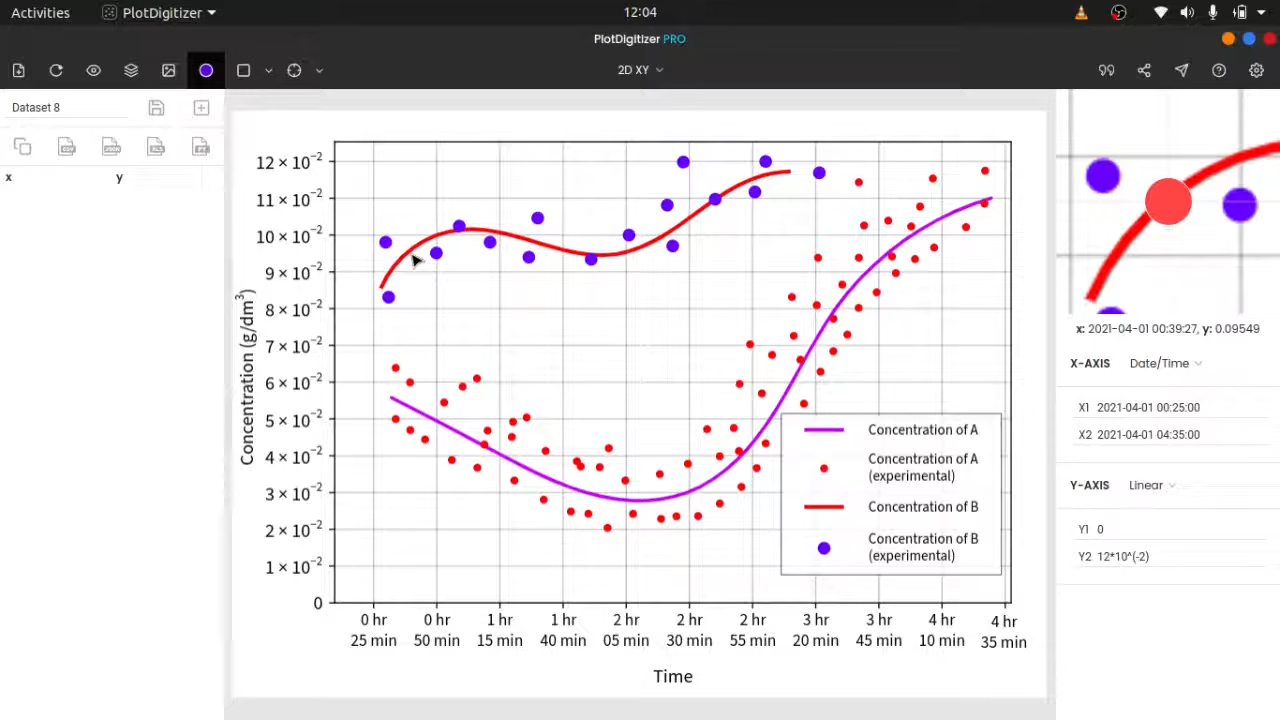 Activities PlotDigitizer 12:04
PlotDigitizer PRO
2D XY
Dataset 8
x y
12 × 10⁻²
11 × 10⁻²
10 × 10⁻²
9 × 10⁻²
8 × 10⁻²
7 × 10⁻²
6 × 10⁻²
5 × 10⁻²
4 × 10⁻²
3 × 10⁻²
2 × 10⁻²
1 × 10⁻²
0
Concentration (g/dm³)
0 hr 0 hr 1 hr 1 hr 2 hr 2 hr 2 hr 3 hr 3 hr 4 hr 4 hr
25 min 50 min 15 min 40 min 05 min 30 min 55 min 20 min 45 min 10 min 35 min
Time
Concentration of A
Concentration of A
(experimental)
Concentration of B
Concentration of B
(experimental)
x: 2021-04-01 00:39:27, y: 0.09549
X-AXIS Date/Time
X1 2021-04-01 00:25:00
X2 2021-04-01 04:35:00
Y-AXIS Linear
Y1 0
Y2 12*10^(-2)